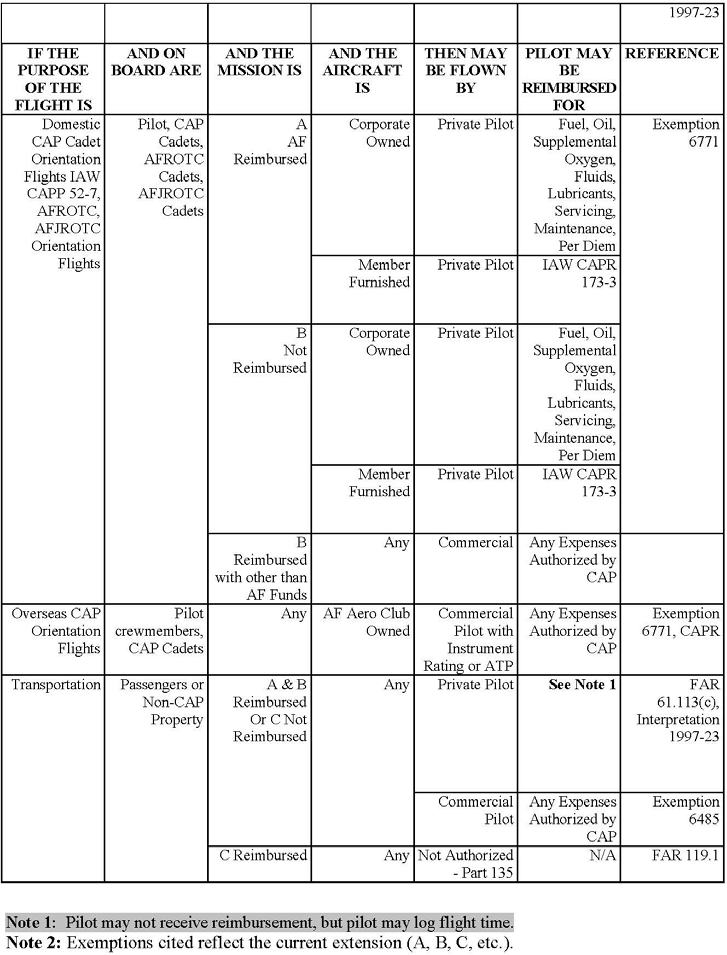 1997-23
IF THE PURPOSE OF THE FLIGHT IS | AND ON BOARD ARE | AND THE MISSION IS | AND THE AIRCRAFT IS | THEN MAY BE FLOWN BY | PILOT MAY BE REIMBURSED FOR | REFERENCE
Domestic
CAP Cadet
Orientation
Flights IAW
CAPP 52-7,
AFROTC,
AFJROTC
Orientation
Flights
Pilot, CAP
Cadets,
AFROTC
Cadets,
AFJROTC
Cadets
A
AF
Reimbursed
Corporate
Owned
Private Pilot
Fuel, Oil,
Supplemental
Oxygen,
Fluids,
Lubricants,
Servicing,
Maintenance,
Per Diem
Exemption
6771
Member
Furnished
Private Pilot
IAW CAPR
173-3
B
Not
Reimbursed
Corporate
Owned
Private Pilot
Fuel, Oil,
Supplemental
Oxygen,
Fluids,
Lubricants,
Servicing,
Maintenance,
Per Diem
Member
Furnished
Private Pilot
IAW CAPR
173-3
B
Reimbursed
with other than
AF Funds
Any
Commercial
Any Expenses
Authorized by
CAP
Overseas CAP
Orientation
Flights
Pilot
crewmembers,
CAP Cadets
Any
AF Aero Club
Owned
Commercial
Pilot with
Instrument
Rating or ATP
Any Expenses
Authorized by
CAP
Exemption
6771, CAPR
Transportation
Passengers or
Non-CAP
Property
A & B
Reimbursed
Or C Not
Reimbursed
Any
Private Pilot
See Note 1
FAR
61.113(c),
Interpretation
1997-23
Commercial
Pilot
Any Expenses
Authorized by
CAP
Exemption
6485
C Reimbursed
Any
Not Authorized
- Part 135
N/A
FAR 119.1
Note 1: Pilot may not receive reimbursement, but pilot may log flight time.
Note 2: Exemptions cited reflect the current extension (A, B, C, etc.).